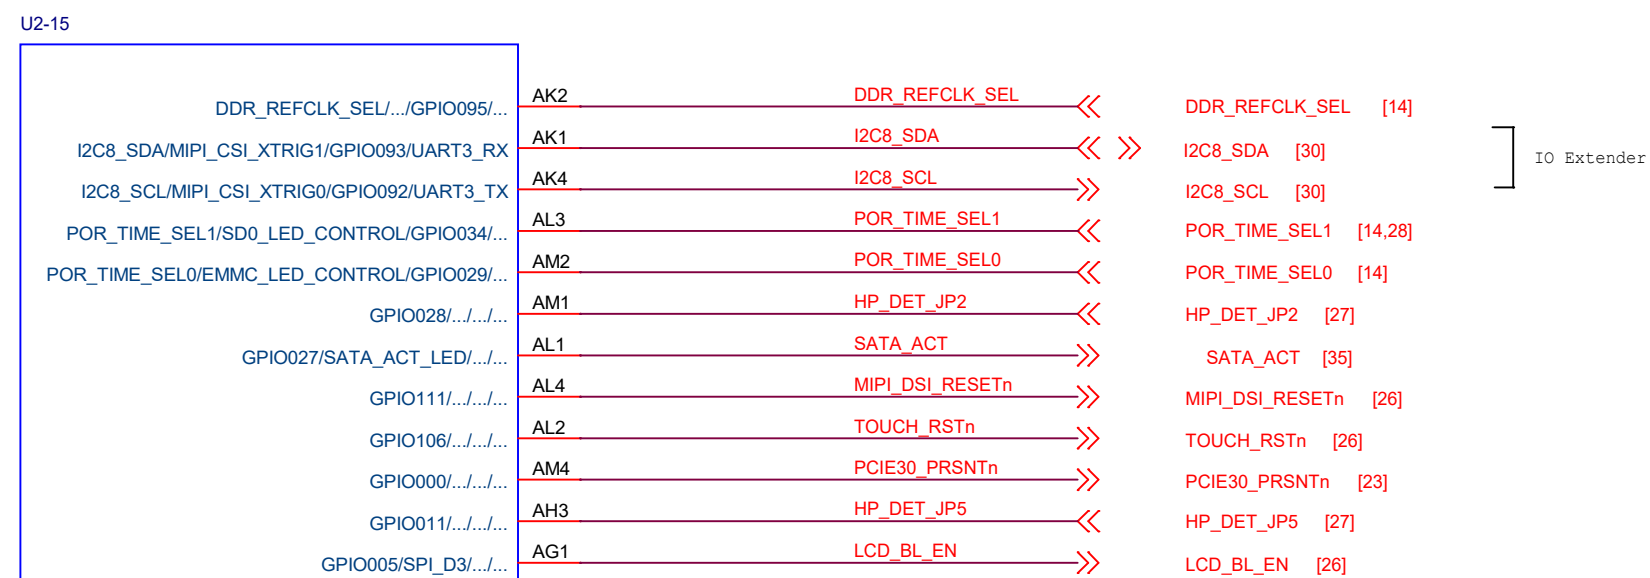 U2-15
DDR_REFCLK_SEL/.../GPIO095/... AK2 DDR_REFCLK_SEL DDR_REFCLK_SEL [14]
I2C8_SDA/MIPI_CSI_XTRIG1/GPIO093/UART3_RX AK1 I2C8_SDA I2C8_SDA [30]
IO Extender
I2C8_SCL/MIPI_CSI_XTRIG0/GPIO092/UART3_TX AK4 I2C8_SCL I2C8_SCL [30]
POR_TIME_SEL1/SD0_LED_CONTROL/GPIO034/... AL3 POR_TIME_SEL1 POR_TIME_SEL1 [14,28]
POR_TIME_SEL0/EMMC_LED_CONTROL/GPIO029/... AM2 POR_TIME_SEL0 POR_TIME_SEL0 [14]
GPIO028/.../.../... AM1 HP_DET_JP2 HP_DET_JP2 [27]
GPIO027/SATA_ACT_LED/.../... AL1 SATA_ACT SATA_ACT [35]
GPIO111/.../.../... AL4 MIPI_DSI_RESETn MIPI_DSI_RESETn [26]
GPIO106/.../.../... AL2 TOUCH_RSTn TOUCH_RSTn [26]
GPIO000/.../.../... AM4 PCIE30_PRSNTn PCIE30_PRSNTn [23]
GPIO011/.../.../... AH3 HP_DET_JP5 HP_DET_JP5 [27]
GPIO005/SPI_D3/.../... AG1 LCD_BL_EN LCD_BL_EN [26]